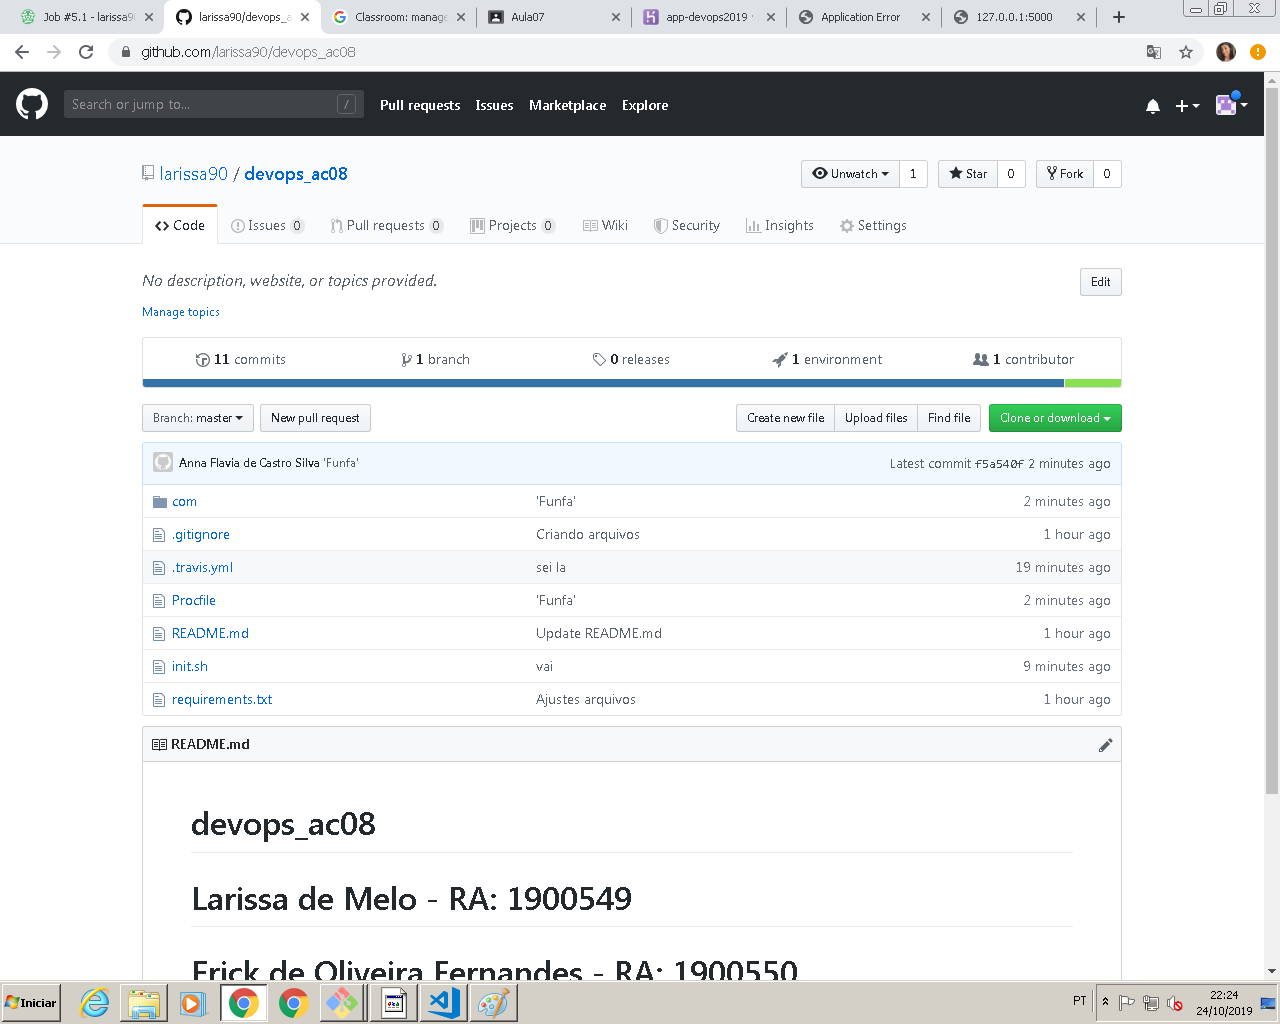 Job #5.1 - larissa9
larissa90/devops_a
Classroom: manage
Aula07
app-devops2019
Application Error
127.0.0.1:5000
github.com/larissa90/devops_ac08
Search or jump to...
/
Pull requests
Issues
Marketplace
Explore
larissa90 / devops_ac08
Unwatch 1
Star 0
Fork 0
Code
Issues 0
Pull requests 0
Projects 0
Wiki
Security
Insights
Settings
No description, website, or topics provided.
Edit
Manage topics
11 commits
1 branch
0 releases
1 environment
1 contributor
Branch: master
New pull request
Create new file
Upload files
Find file
Clone or download
Anna Flavia de Castro Silva 'Funfa'
Latest commit f5a540f 2 minutes ago
com 'Funfa' 2 minutes ago
.gitignore Criando arquivos 1 hour ago
.travis.yml sei la 19 minutes ago
Procfile 'Funfa' 2 minutes ago
README.md Update README.md 1 hour ago
init.sh vai 9 minutes ago
requirements.txt Ajustes arquivos 1 hour ago
README.md
devops_ac08
Larissa de Melo - RA: 1900549
Erick de Oliveira Fernandes - RA: 1900550
Iniciar
PT
22:24
24/10/2019